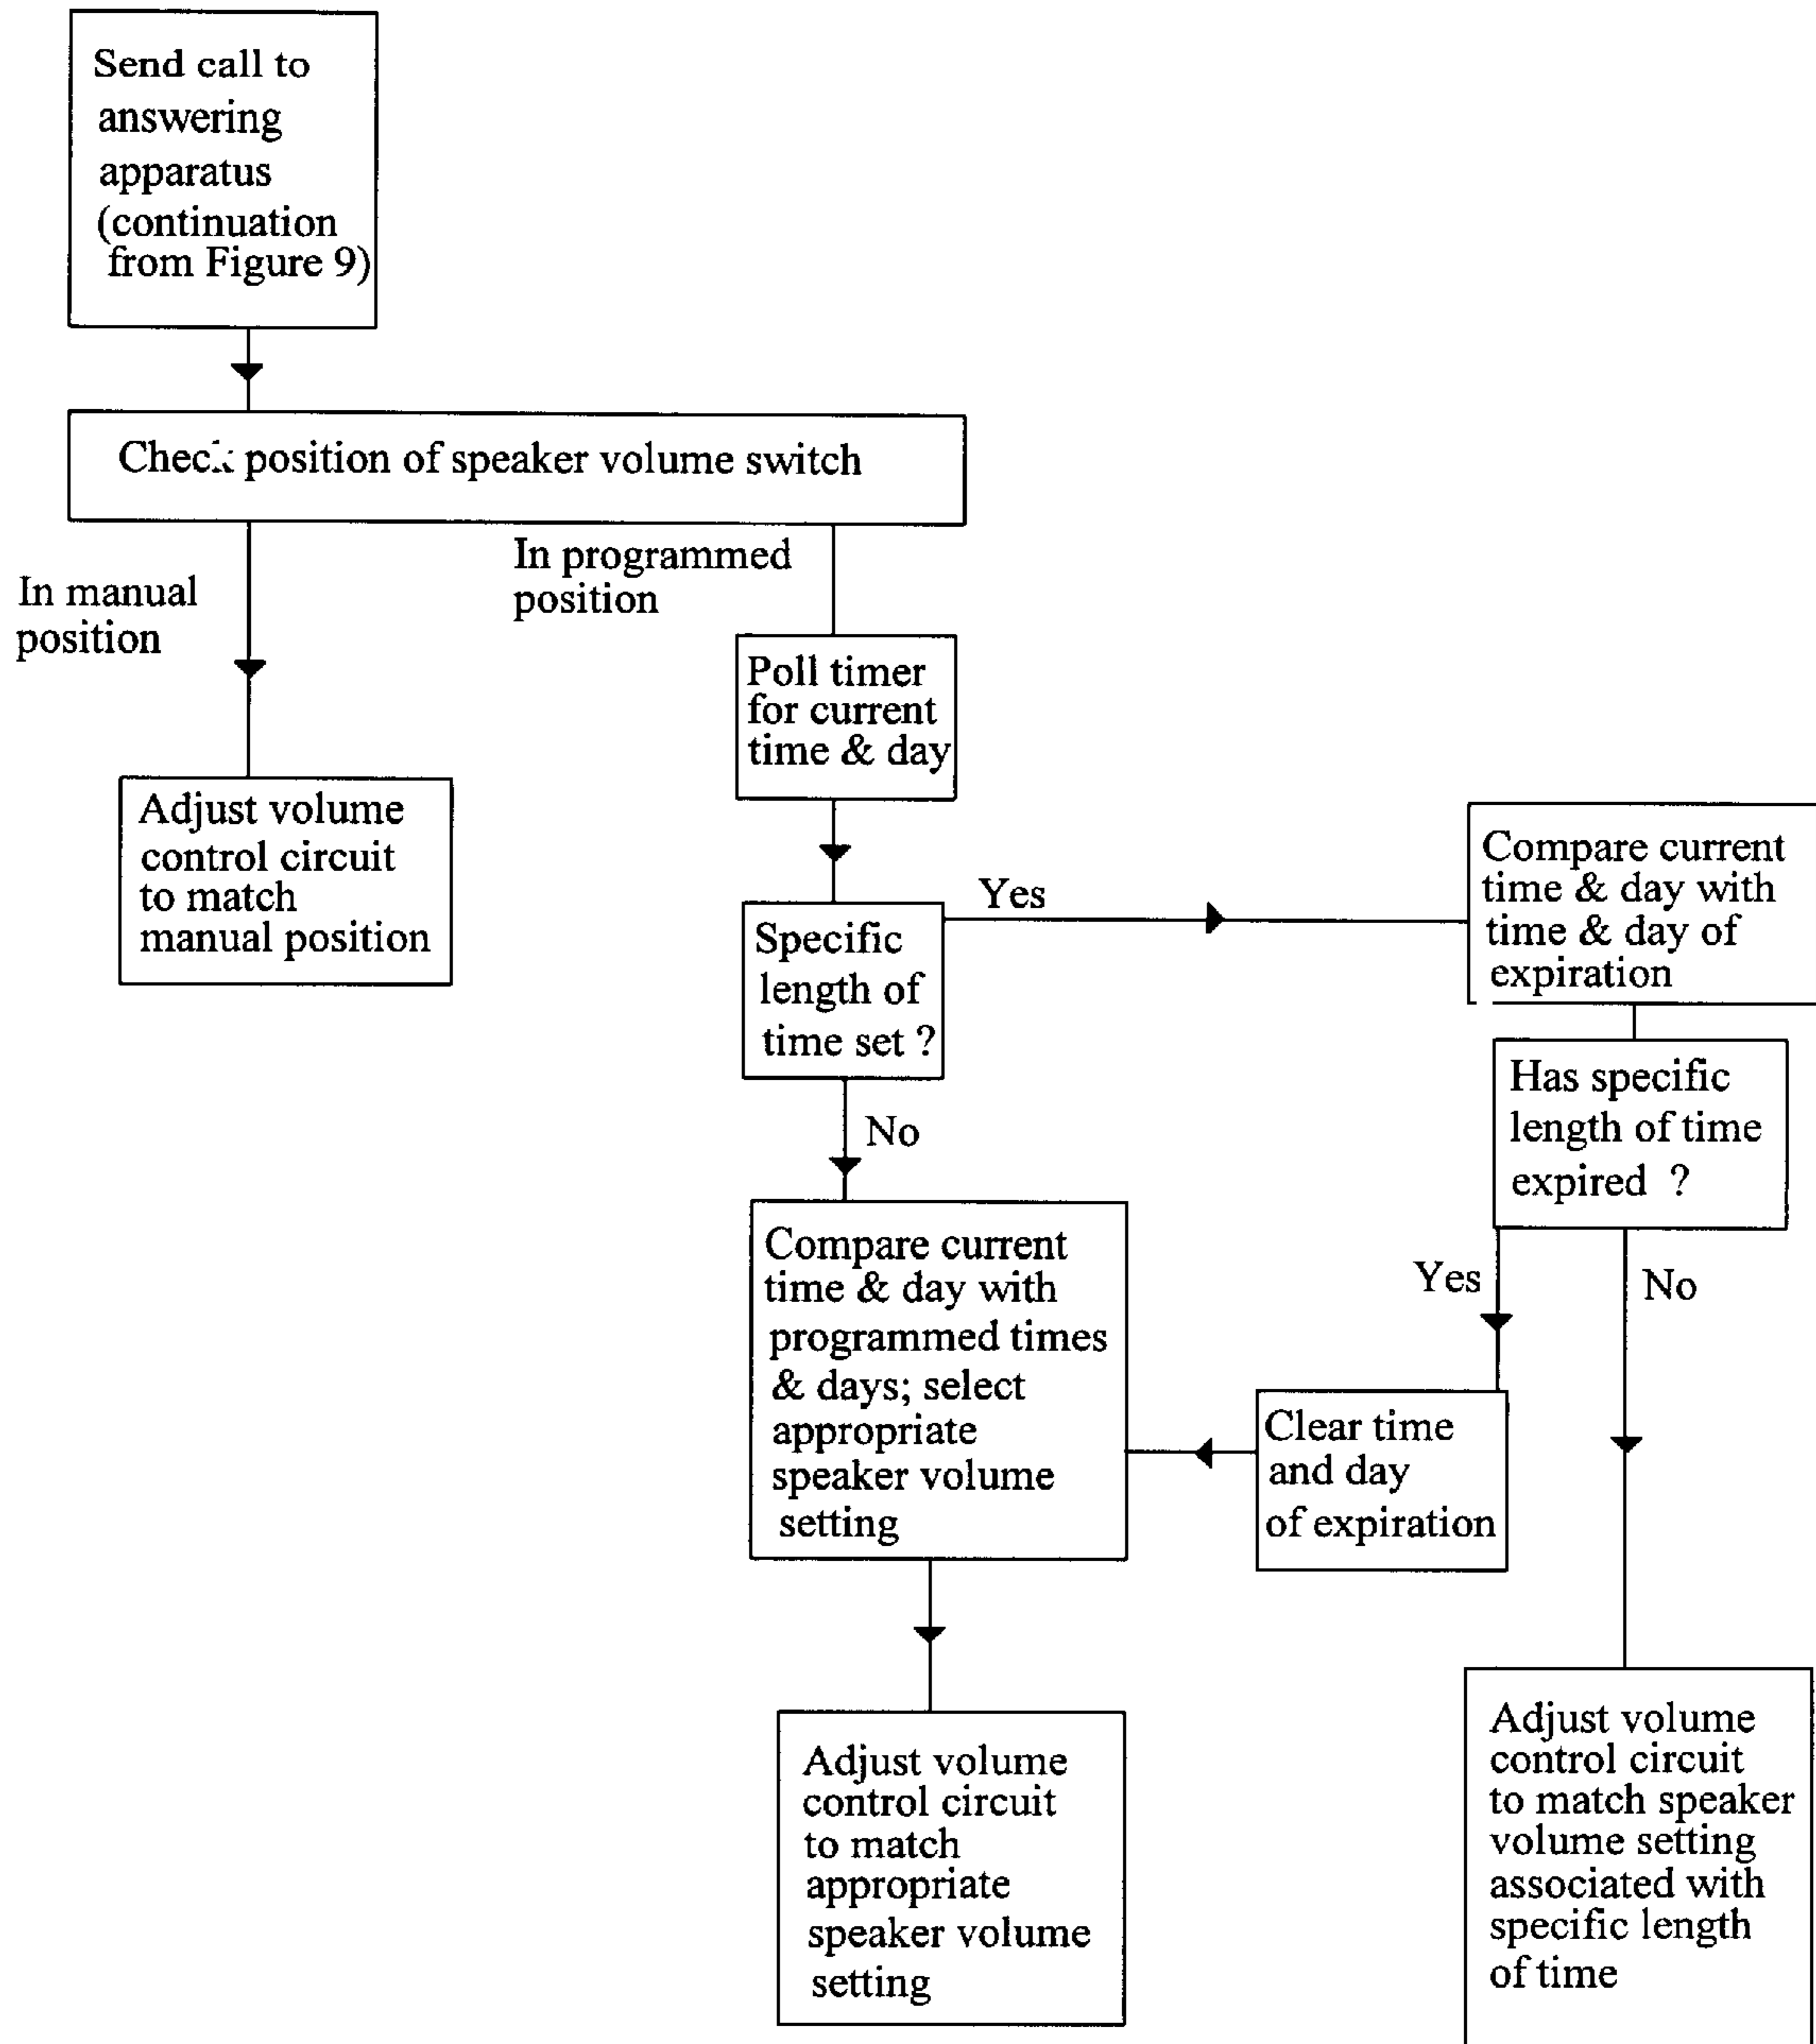 Send call to
answering
apparatus
(continuation
from Figure 9)
Check position of speaker volume switch
In manual
position
In programmed
position
Poll timer
for current
time & day
Adjust volume
control circuit
to match
manual position
Specific
length of
time set ?
Yes
Compare current
time & day with
time & day of
expiration
No
Has specific
length of time
expired ?
Yes
No
Compare current
time & day with
programmed times
& days; select
appropriate
speaker volume
setting
Clear time
and day
of expiration
Adjust volume
control circuit
to match
appropriate
speaker volume
setting
Adjust volume
control circuit
to match speaker
volume setting
associated with
specific length
of time